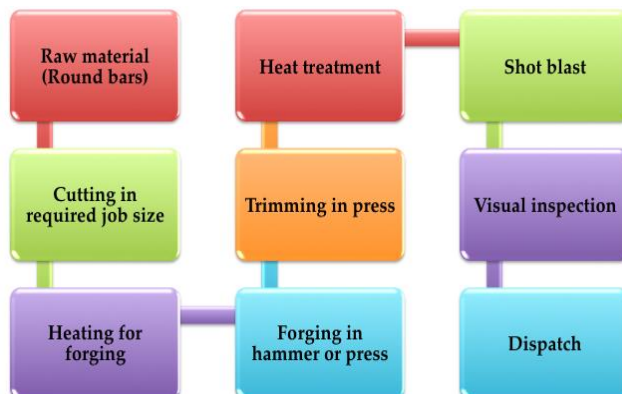 Raw material
(Round bars)
Cutting in
required job size
Heating for
forging
Forging in
hammer or press
Trimming in press
Heat treatment
Shot blast
Visual inspection
Dispatch